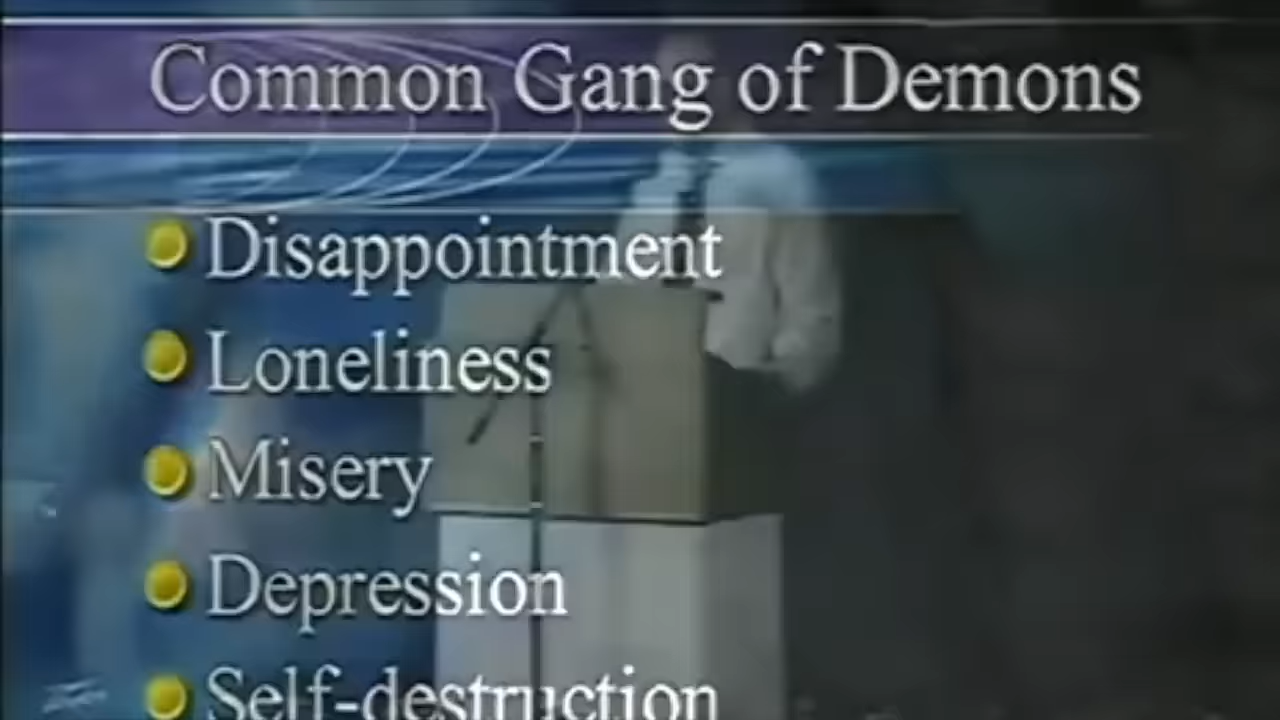 Common Gang of Demons
Disappointment
Loneliness
Misery
Depression
Self-destruction